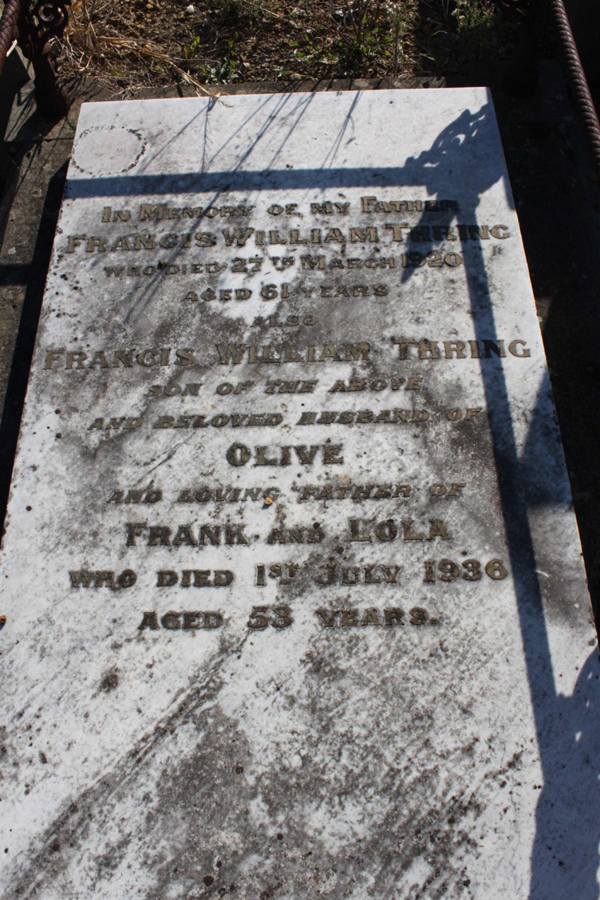 In Memory of my Father
Francis William Thring
who died 27th March 1920
aged 61 years
also
Francis William Thring
son of the above
and beloved husband of
Olive
and loving father of
Frank and Lola
who died 1st July 1936
aged 53 years.